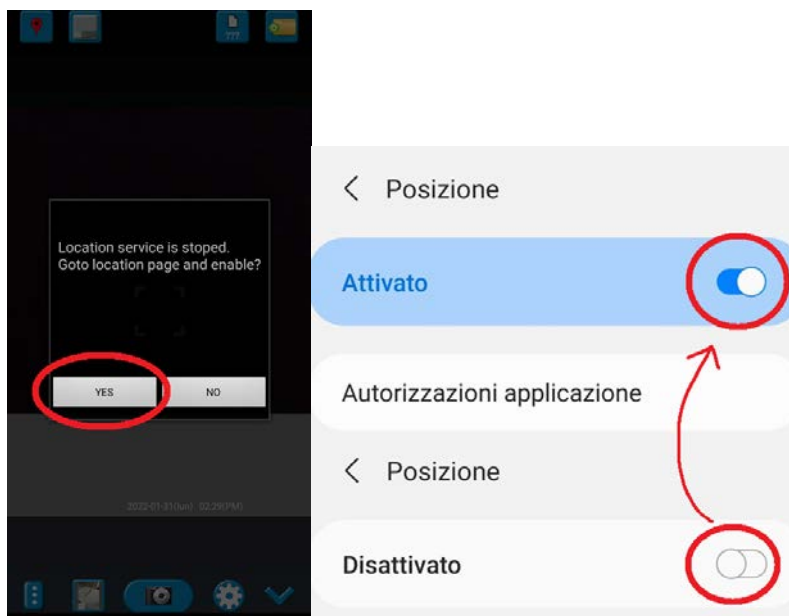 ???
Location service is stoped.
Goto location page and enable?
YES
NO
2022-01-31(lun) 02:29(PM)
Posizione
Attivato
Autorizzazioni applicazione
Posizione
Disattivato